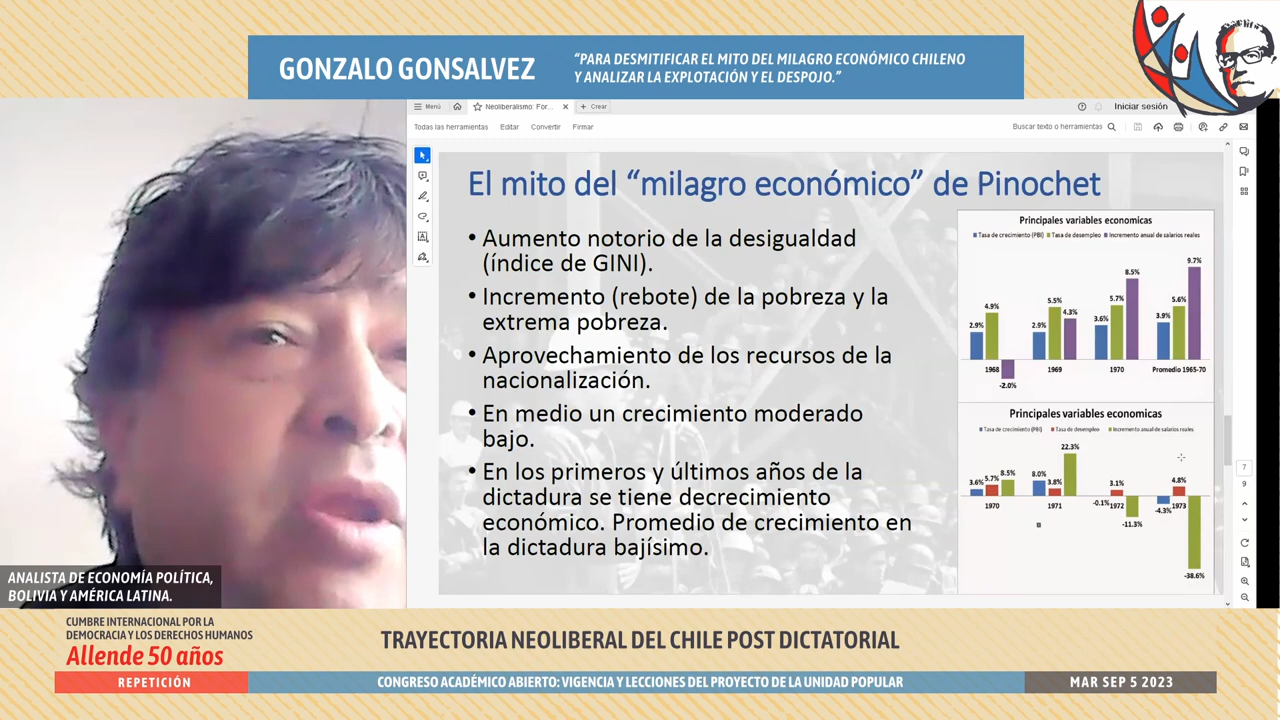 GONZALO GONSALVEZ
“PARA DESMITIFICAR EL MITO DEL MILAGRO ECONÓMICO CHILENO
Y ANALIZAR LA EXPLOTACIÓN Y EL DESPOJO.”
Menú
Neoliberalismo: For...
Crear
Iniciar sesión
Todas las herramientas
Editar
Convertir
Firmar
Buscar texto o herramientas
El mito del “milagro económico” de Pinochet
• Aumento notorio de la desigualdad
(índice de GINI).
• Incremento (rebote) de la pobreza y la
extrema pobreza.
• Aprovechamiento de los recursos de la
nacionalización.
• En medio un crecimiento moderado
bajo.
• En los primeros y últimos años de la
dictadura se tiene decrecimiento
económico. Promedio de crecimiento en
la dictadura bajísimo.
Principales variables economicas
Tasa de crecimiento (PBI) Tasa de desempleo Incremento anual de salarios reales
2.9% 4.9% -2.0% 1968
2.9% 5.5% 4.3% 1969
3.6% 5.7% 8.5% 1970
3.9% 5.6% 9.7% Promedio 1965-70
Principales variables economicas
Tasa de crecimiento (PBI) Tasa de desempleo Incremento anual de salarios reales
3.6% 5.7% 8.5% 1970
8.0% 3.8% 22.3% 1971
-0.1% 3.1% -11.3% 1972
-4.3% 4.8% -38.6% 1973
7
9
ANALISTA DE ECONOMÍA POLÍTICA,
BOLIVIA Y AMÉRICA LATINA.
CUMBRE INTERNACIONAL POR LA
DEMOCRACIA Y LOS DERECHOS HUMANOS
Allende 50 años
REPETICIÓN
TRAYECTORIA NEOLIBERAL DEL CHILE POST DICTATORIAL
CONGRESO ACADÉMICO ABIERTO: VIGENCIA Y LECCIONES DEL PROYECTO DE LA UNIDAD POPULAR
MAR SEP 5 2023